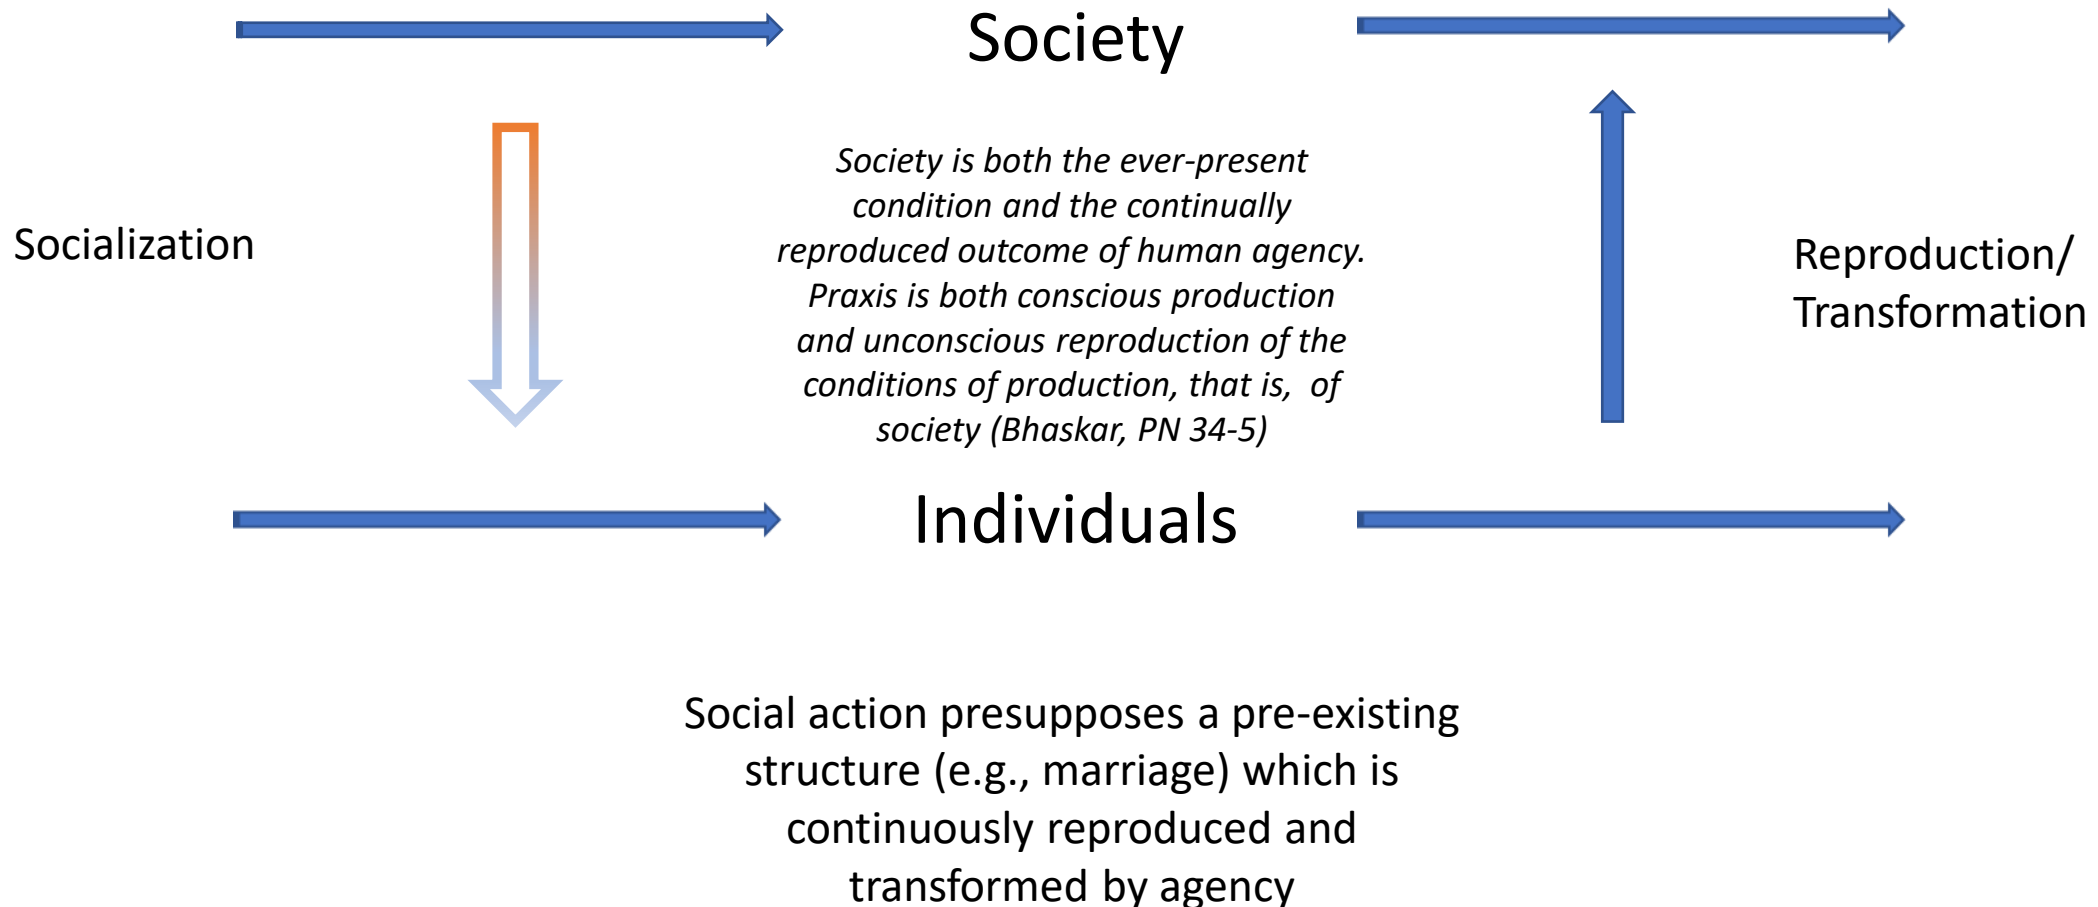 Society
Society is both the ever-present
condition and the continually
reproduced outcome of human agency.
Praxis is both conscious production
and unconscious reproduction of the
conditions of production, that is,  of
society (Bhaskar, PN 34-5)
Socialization
Reproduction/
Transformation
Individuals
Social action presupposes a pre-existing
structure (e.g., marriage) which is
continuously reproduced and
transformed by agency